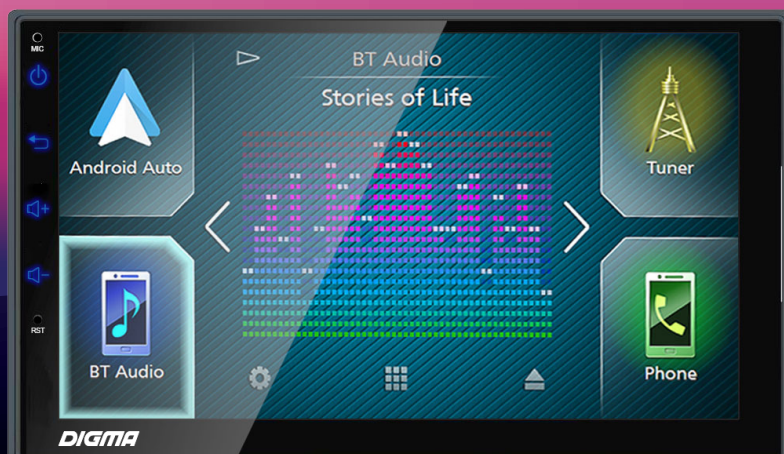 MIC
BT Audio
Stories of Life
Android Auto
Tuner
+
-
RST
BT Audio
Phone
DIGMA